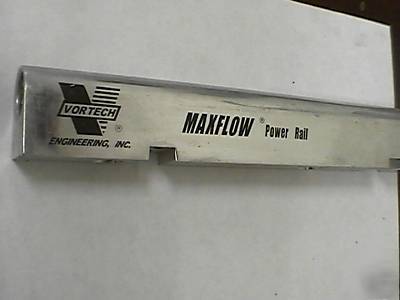 VORTECH ®
ENGINEERING, INC.
MAXFLOW ® Power Rail